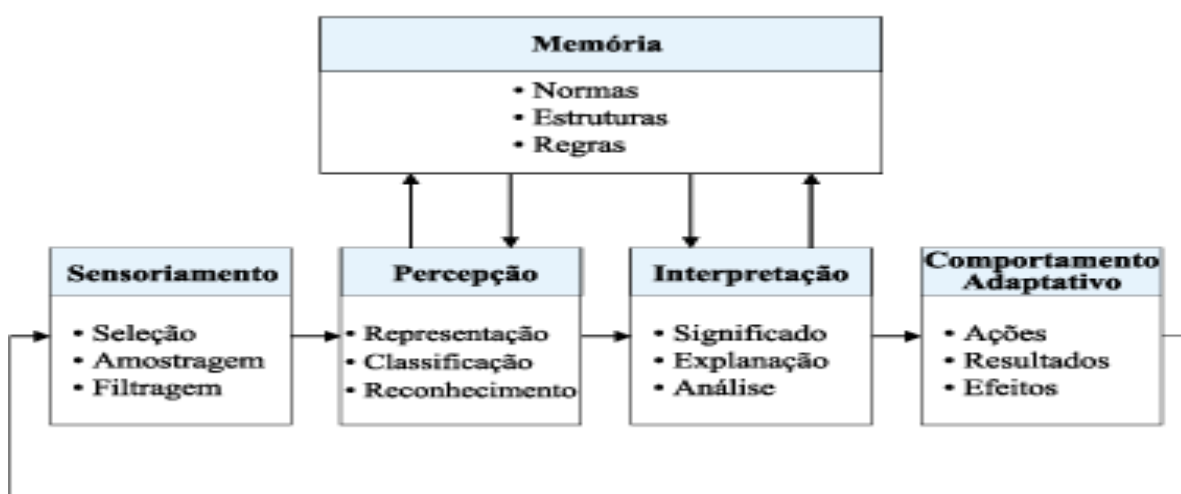 Memória
• Normas
• Estruturas
• Regras
Sensoriamento
• Seleção
• Amostragem
• Filtragem
Percepção
• Representação
• Classificação
• Reconhecimento
Interpretação
• Significado
• Explanação
• Análise
Comportamento
Adaptativo
• Ações
• Resultados
• Efeitos